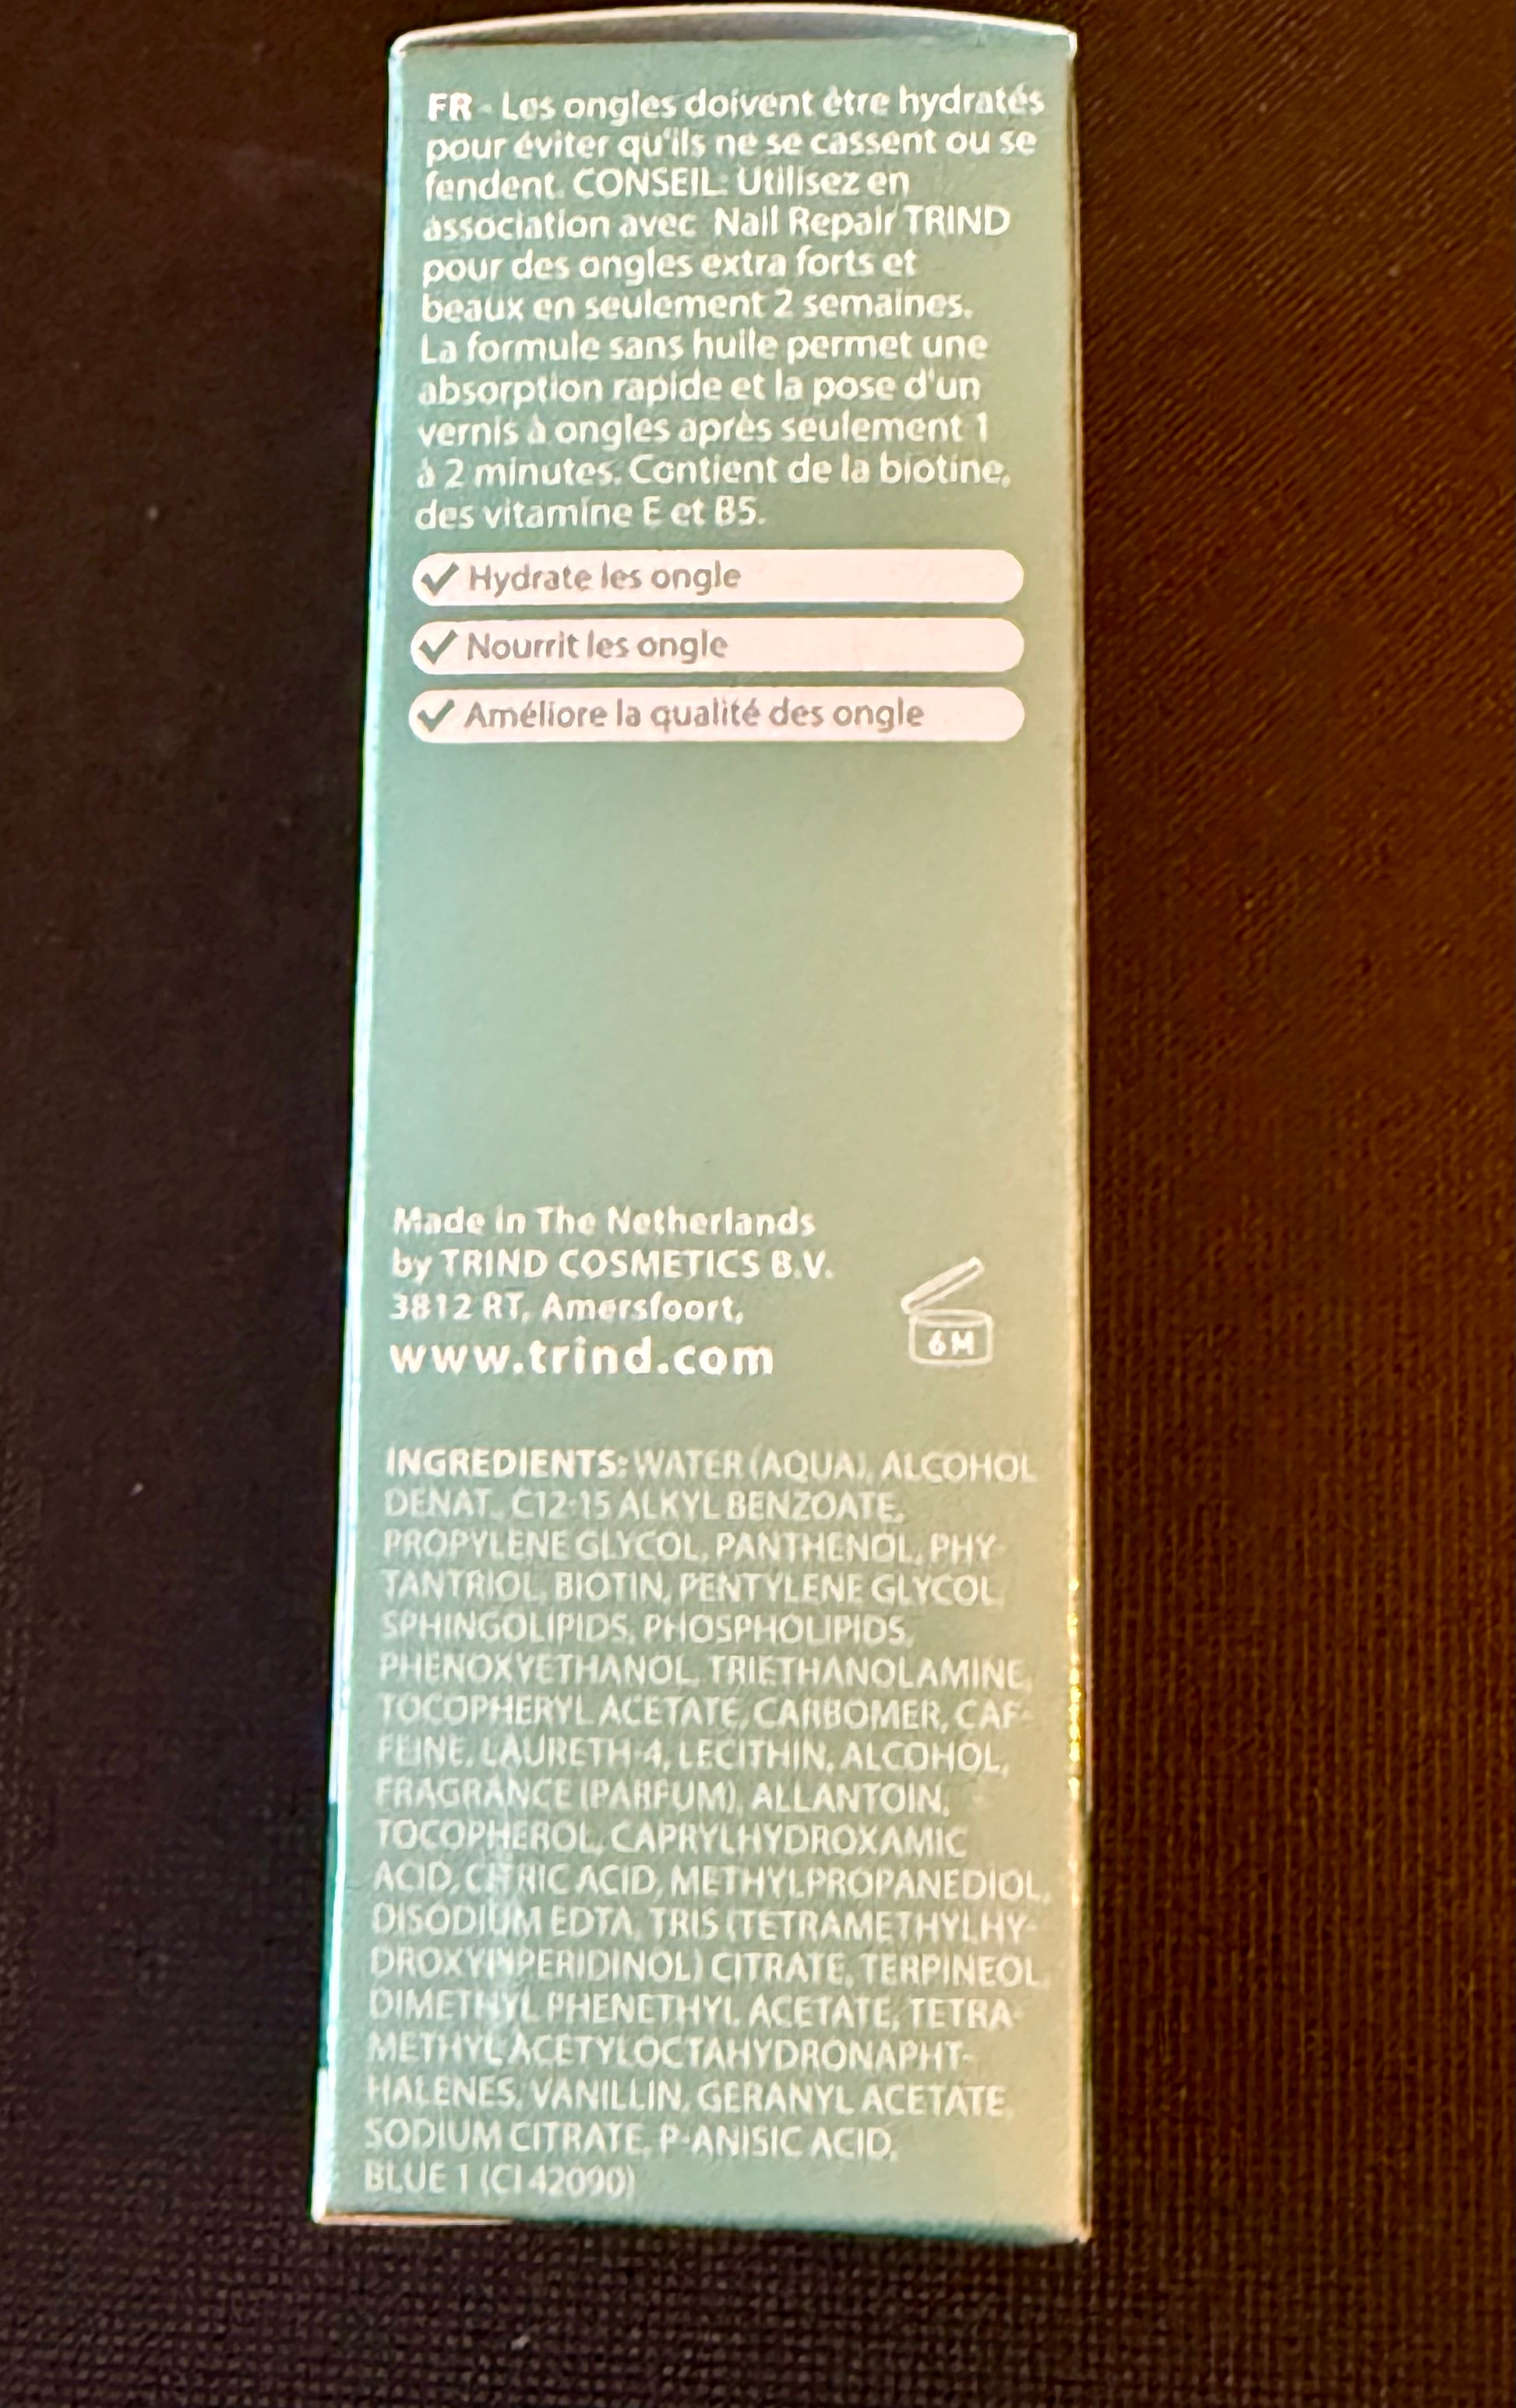 FR - Les ongles doivent être hydratés
pour éviter qu'ils ne se cassent ou se
fendent. CONSEIL: Utilisez en
association avec Nail Repair TRIND
pour des ongles extra forts et
beaux en seulement 2 semaines.
La formule sans huile permet une
absorption rapide et la pose d'un
vernis à ongles après seulement 1
à 2 minutes. Contient de la biotine,
des vitamine E et B5.
✓ Hydrate les ongle
✓ Nourrit les ongle
✓ Améliore la qualité des ongle
Made in The Netherlands
by TRIND COSMETICS B.V.
3812 RT, Amersfoort,
www.trind.com
6M
INGREDIENTS: WATER (AQUA), ALCOHOL
DENAT., C12-15 ALKYL BENZOATE,
PROPYLENE GLYCOL, PANTHENOL, PHY-
TANTRIOL, BIOTIN, PENTYLENE GLYCOL,
SPHINGOLIPIDS, PHOSPHOLIPIDS,
PHENOXYETHANOL, TRIETHANOLAMINE,
TOCOPHERYL ACETATE, CARBOMER, CAF-
FEINE, LAURETH-4, LECITHIN, ALCOHOL,
FRAGRANCE (PARFUM), ALLANTOIN,
TOCOPHEROL, CAPRYLHYDROXAMIC
ACID, CITRIC ACID, METHYLPROPANEDIOL,
DISODIUM EDTA, TRIS (TETRAMETHYLHY-
DROXYPIPERIDINOL) CITRATE, TERPINEOL,
DIMETHYL PHENETHYL ACETATE, TETRA-
METHYL ACETYLOCTAHYDRONAPHT-
HALENES, VANILLIN, GERANYL ACETATE,
SODIUM CITRATE, P-ANISIC ACID,
BLUE 1 (CI 42090)